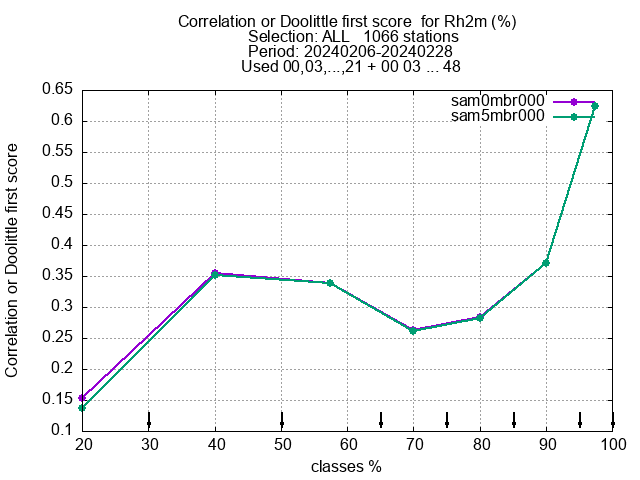 Correlation or Doolittle first score  for Rh2m (%)
Selection: ALL   1066 stations
Period: 20240206-20240228
Used 00,03,...,21 + 00 03 ... 48
sam0mbr000
sam5mbr000
Correlation or Doolittle first score
0.65
0.6
0.55
0.5
0.45
0.4
0.35
0.3
0.25
0.2
0.15
0.1
20 30 40 50 60 70 80 90 100
classes %